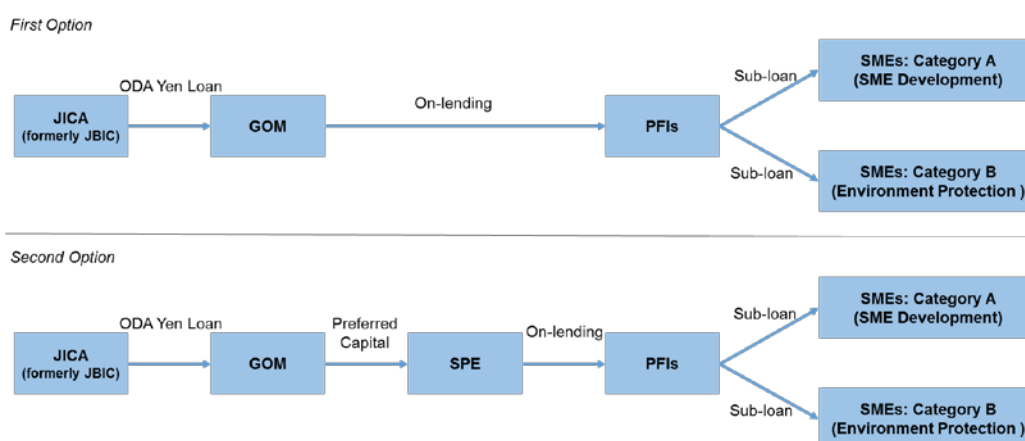 First Option
ODA Yen Loan
JICA
(formerly JBIC)
GOM
On-lending
PFIs
Sub-loan
SMEs: Category A
(SME Development)
Sub-loan
SMEs: Category B
(Environment Protection )
Second Option
ODA Yen Loan
JICA
(formerly JBIC)
GOM
Preferred
Capital
SPE
On-lending
PFIs
Sub-loan
SMEs: Category A
(SME Development)
Sub-loan
SMEs: Category B
(Environment Protection )